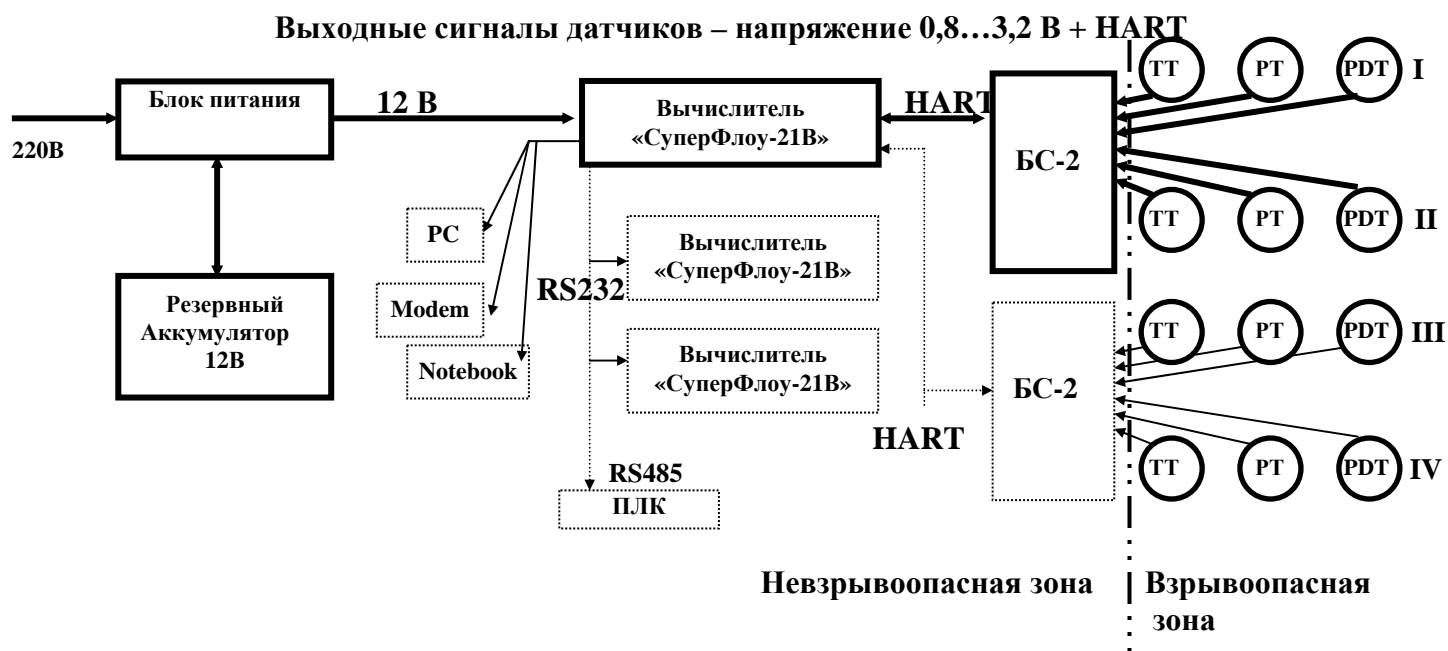 Выходные сигналы датчиков – напряжение 0,8…3,2 В + HART
220В
Блок питания
12 В
Резервный
Аккумулятор
12В
Вычислитель
«СуперФлоу-21В»
HART
БС-2
TT
PT
PDT
I
TT
PT
PDT
II
PC
Modem
Notebook
RS232
Вычислитель
«СуперФлоу-21В»
Вычислитель
«СуперФлоу-21В»
RS485
ПЛК
HART
БС-2
TT
PT
PDT
III
TT
PT
PDT
IV
Невзрывоопасная зона
Взрывоопасная
зона